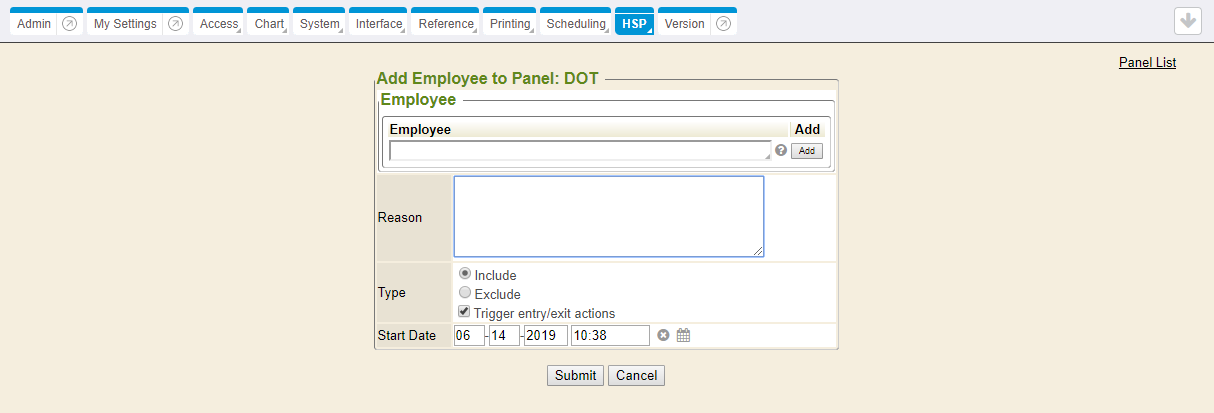 Admin My Settings Access Chart System Interface Reference Printing Scheduling HSP Version
Panel List
Add Employee to Panel: DOT
Employee
Employee Add
? Add
Reason
Type
Include
Exclude
Trigger entry/exit actions
Start Date 06-14-2019 10:38
Submit Cancel